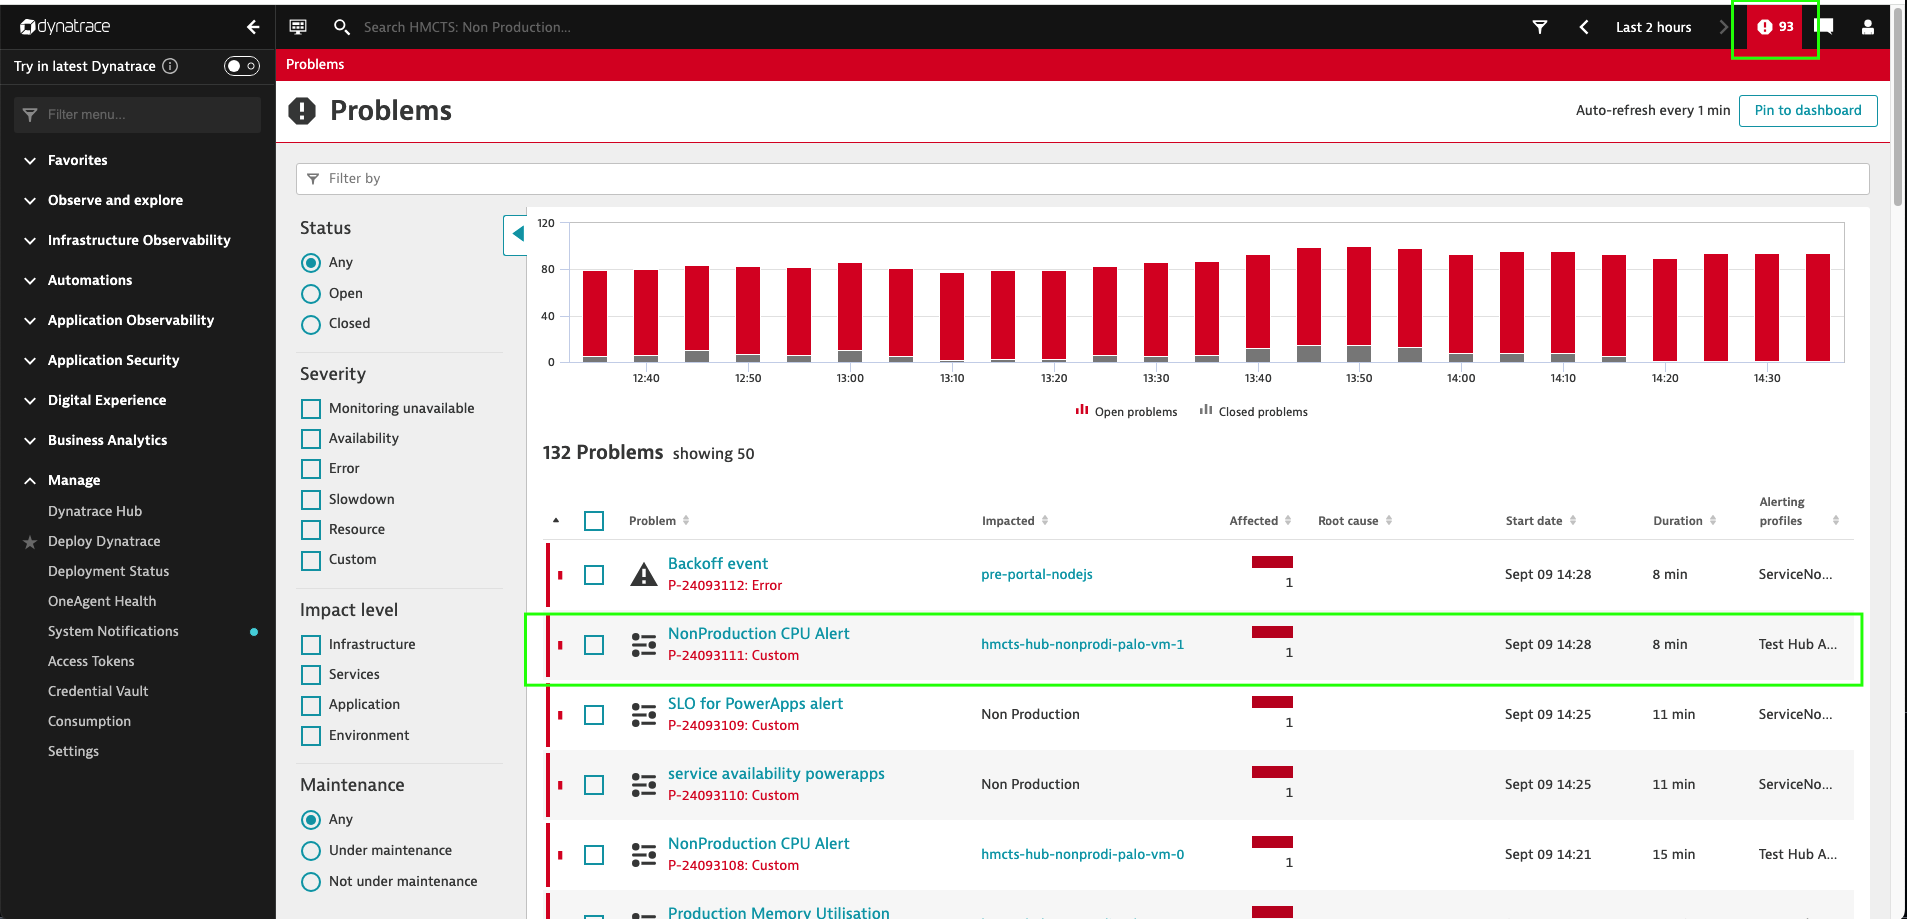 dynatrace
Search HMCTS: Non Production...
Last 2 hours
93
Try in latest Dynatrace
Problems
Filter menu...
Problems
Auto-refresh every 1 min
Pin to dashboard
Favorites
Observe and explore
Infrastructure Observability
Automations
Application Observability
Application Security
Digital Experience
Business Analytics
Manage
Dynatrace Hub
Deploy Dynatrace
Deployment Status
OneAgent Health
System Notifications
Access Tokens
Credential Vault
Consumption
Settings
Filter by
Status
Any
Open
Closed
Severity
Monitoring unavailable
Availability
Error
Slowdown
Resource
Custom
Impact level
Infrastructure
Services
Application
Environment
Maintenance
Any
Under maintenance
Not under maintenance
120
80
40
0
12:40 12:50 13:00 13:10 13:20 13:30 13:40 13:50 14:00 14:10 14:20 14:30
Open problems Closed problems
132 Problems showing 50
Problem Impacted Affected Root cause Start date Duration Alerting profiles
Backoff event
P-24093112: Error
pre-portal-nodejs
1
Sept 09 14:28
8 min
ServiceNo...
NonProduction CPU Alert
P-24093111: Custom
hmcts-hub-nonprodi-palo-vm-1
1
Sept 09 14:28
8 min
Test Hub A...
SLO for PowerApps alert
P-24093109: Custom
Non Production
1
Sept 09 14:25
11 min
ServiceNo...
service availability powerapps
P-24093110: Custom
Non Production
1
Sept 09 14:25
11 min
ServiceNo...
NonProduction CPU Alert
P-24093108: Custom
hmcts-hub-nonprodi-palo-vm-0
1
Sept 09 14:21
15 min
Test Hub A...
Production Memory Utilisation